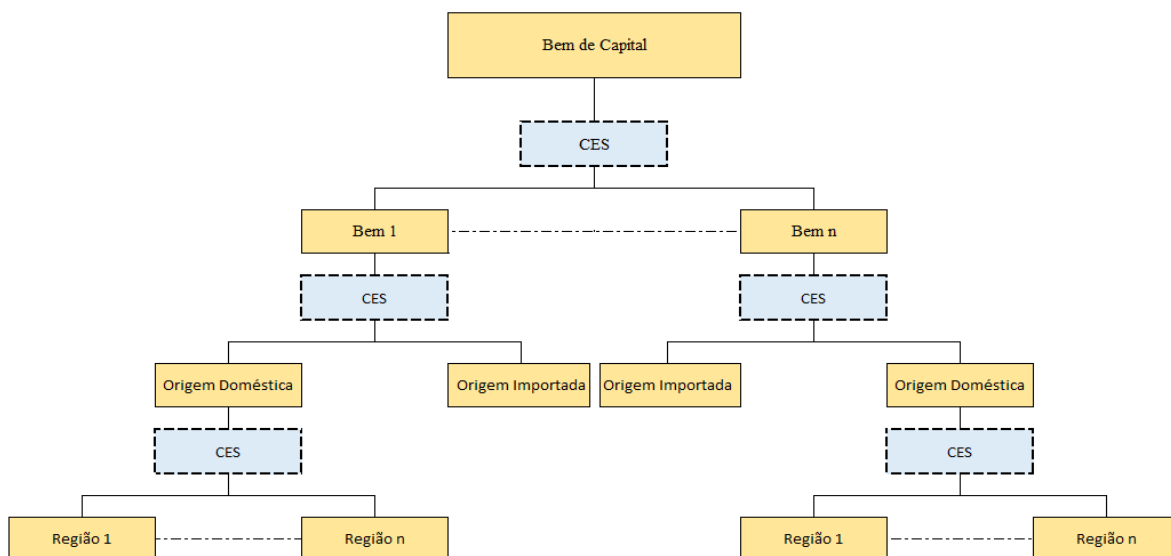 Bem de Capital
CES
Bem 1
Bem n
CES
CES
Origem Doméstica
Origem Importada
Origem Importada
Origem Doméstica
CES
CES
Região 1
Região n
Região 1
Região n